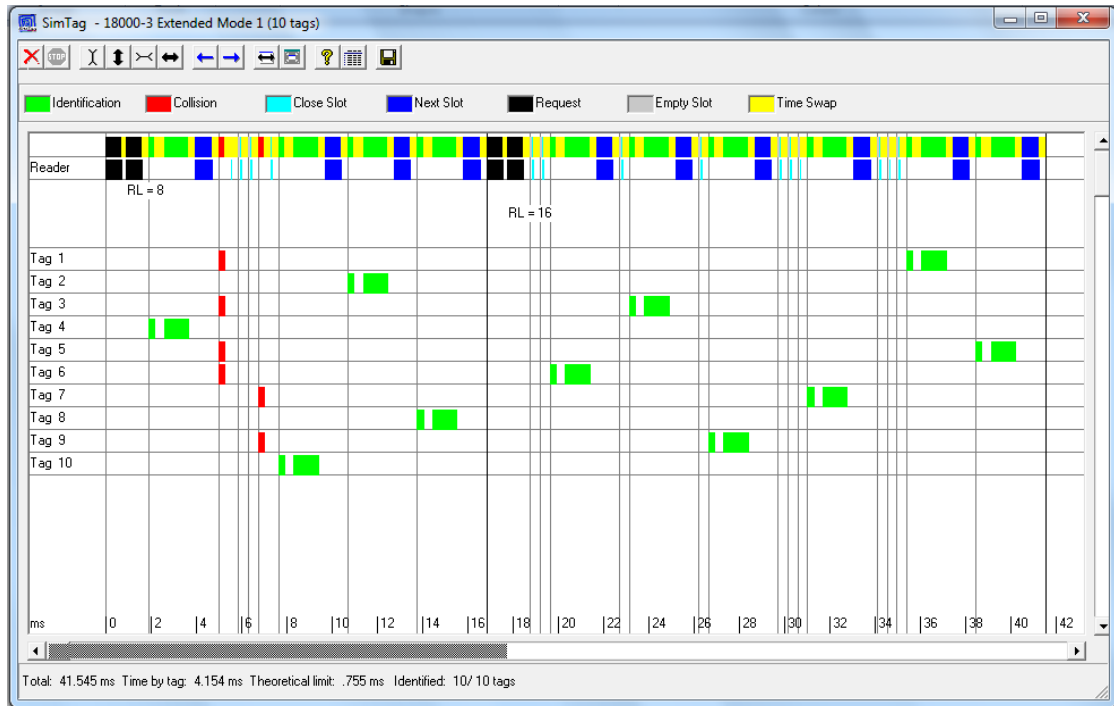 SimTag - 18000-3 Extended Mode 1 (10 tags)
STOP
Identification Collision Close Slot Next Slot Request Empty Slot Time Swap
Reader
RL = 8
RL = 16
Tag 1
Tag 2
Tag 3
Tag 4
Tag 5
Tag 6
Tag 7
Tag 8
Tag 9
Tag 10
ms 0 2 4 6 8 10 12 14 16 18 20 22 24 26 28 30 32 34 36 38 40 42
Total: 41.545 ms Time by tag: 4.154 ms Theoretical limit: .755 ms Identified: 10/ 10 tags